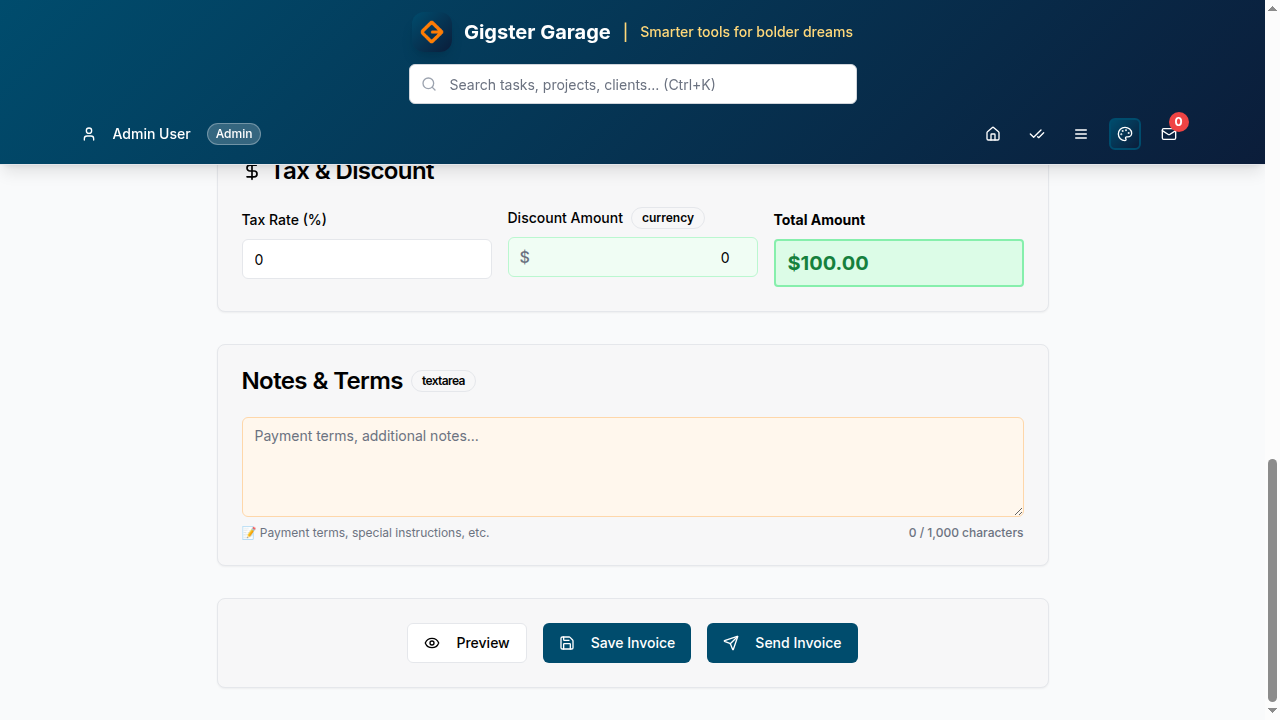 Gigster Garage | Smarter tools for bolder dreams
Search tasks, projects, clients... (Ctrl+K)
Admin User Admin
0
Tax & Discount
Tax Rate (%) Discount Amount currency Total Amount
0 $ 0 $100.00
Notes & Terms textarea
Payment terms, additional notes...
📝 Payment terms, special instructions, etc. 0 / 1,000 characters
Preview Save Invoice Send Invoice